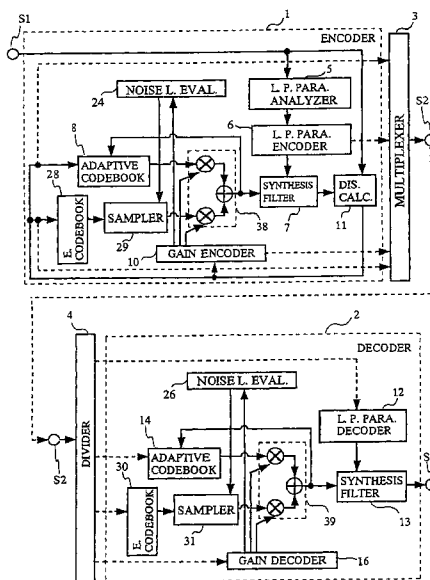 S1
1
ENCODER
3
5
24
NOISE L. EVAL.
L. P. PARA.
ANALYZER
S2
6
L. P. PARA.
ENCODER
8
ADAPTIVE
CODEBOOK
MULTIPLEXER
28
E. CODEBOOK
SAMPLER
29
38
SYNTHESIS
FILTER
7
DIS.
CALC.
11
10
GAIN ENCODER
4
2
DECODER
26
NOISE L. EVAL.
12
L. P. PARA.
DECODER
S2
DIVIDER
14
ADAPTIVE
CODEBOOK
30
E. CODEBOOK
SAMPLER
31
39
SYNTHESIS
FILTER
13
GAIN DECODER
16